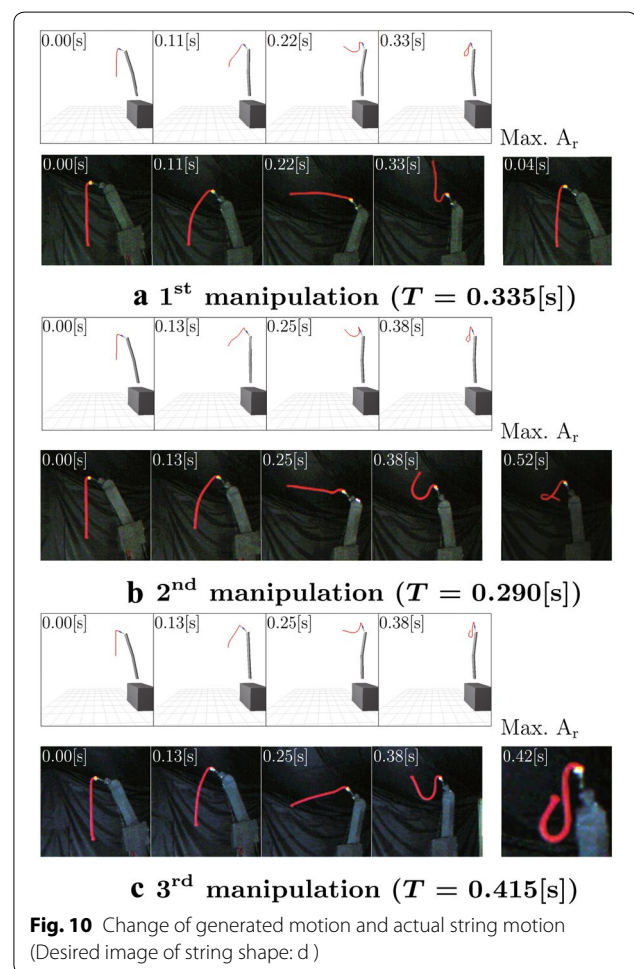 0.00[s] 0.11[s] 0.22[s] 0.33[s]
Max. Ar
0.00[s] 0.11[s] 0.22[s] 0.33[s] 0.04[s]
a 1st manipulation (T = 0.335[s])
0.00[s] 0.13[s] 0.25[s] 0.38[s]
Max. Ar
0.00[s] 0.13[s] 0.25[s] 0.38[s] 0.52[s]
b 2nd manipulation (T = 0.290[s])
0.00[s] 0.13[s] 0.25[s] 0.38[s]
Max. Ar
0.00[s] 0.13[s] 0.25[s] 0.38[s] 0.42[s]
c 3rd manipulation (T = 0.415[s])
Fig. 10 Change of generated motion and actual string motion
(Desired image of string shape: d )